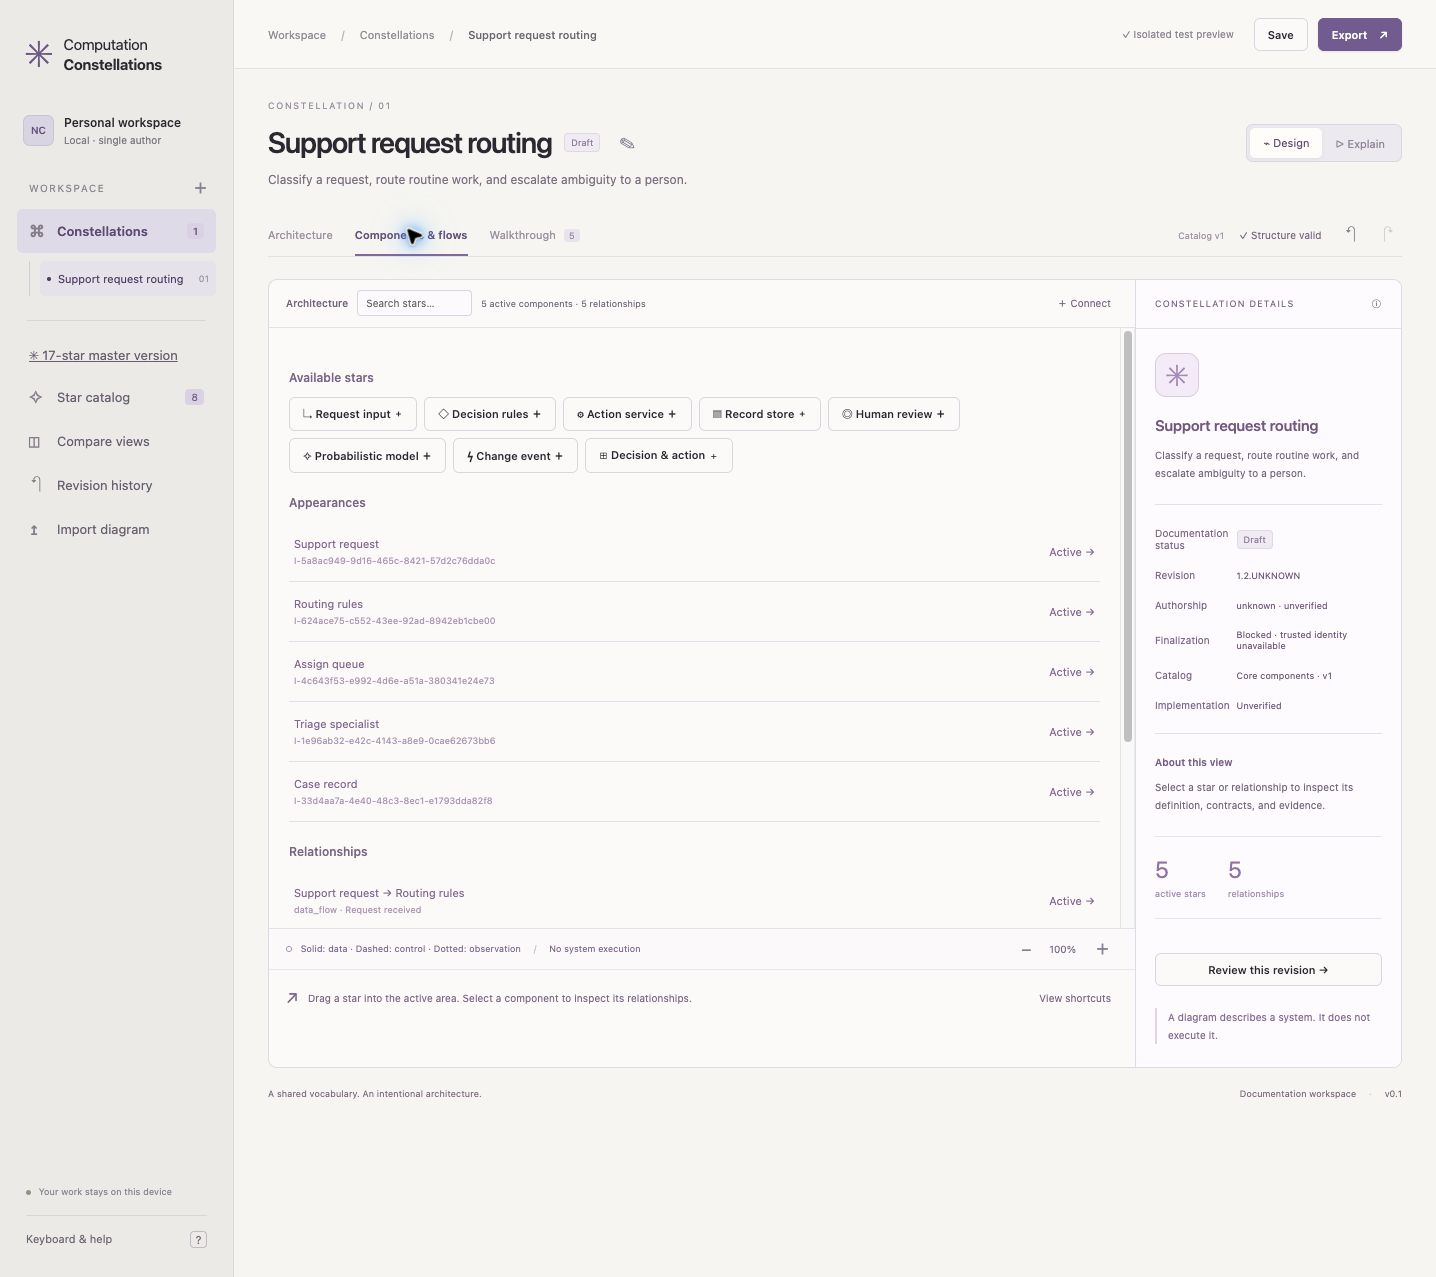 Computation
Constellations
NC
Personal workspace
Local · single author
WORKSPACE
Constellations 1
Support request routing 01
17-star master version
Star catalog 8
Compare views
Revision history
Import diagram
Your work stays on this device
Keyboard & help ?
Workspace / Constellations / Support request routing
✓ Isolated test preview
Save
Export ↗
CONSTELLATION / 01
Support request routing Draft
Design
Explain
Classify a request, route routine work, and escalate ambiguity to a person.
Architecture
& flows
Walkthrough 5
Catalog v1
✓ Structure valid
Architecture
Search stars...
5 active components · 5 relationships
+ Connect
Available stars
Request input +
Decision rules +
Action service +
Record store +
Human review +
Probabilistic model +
Change event +
Decision & action +
Appearances
Support request
l-5a8ac949-9d16-465c-8421-57d2c76dda0c
Active →
Routing rules
l-624ace75-c552-43ee-92ad-8942eb1cbe00
Active →
Assign queue
l-4c643f53-e992-4d6e-a51a-380341e24e73
Active →
Triage specialist
l-1e96ab32-e42c-4143-a8e9-0cae62673bb6
Active →
Case record
l-33d4aa7a-4e40-48c3-8ec1-e1793dda82f8
Active →
Relationships
Support request → Routing rules
data_flow · Request received
Active →
Solid: data · Dashed: control · Dotted: observation / No system execution
− 100% +
Drag a star into the active area. Select a component to inspect its relationships.
View shortcuts
CONSTELLATION DETAILS
Support request routing
Classify a request, route routine work, and
escalate ambiguity to a person.
Documentation
status
Draft
Revision 1.2.UNKNOWN
Authorship unknown · unverified
Finalization
Blocked · trusted identity
unavailable
Catalog Core components · v1
Implementation Unverified
About this view
Select a star or relationship to inspect its
definition, contracts, and evidence.
5
active stars
5
relationships
Review this revision →
A diagram describes a system. It does not
execute it.
A shared vocabulary. An intentional architecture.
Documentation workspace · v0.1